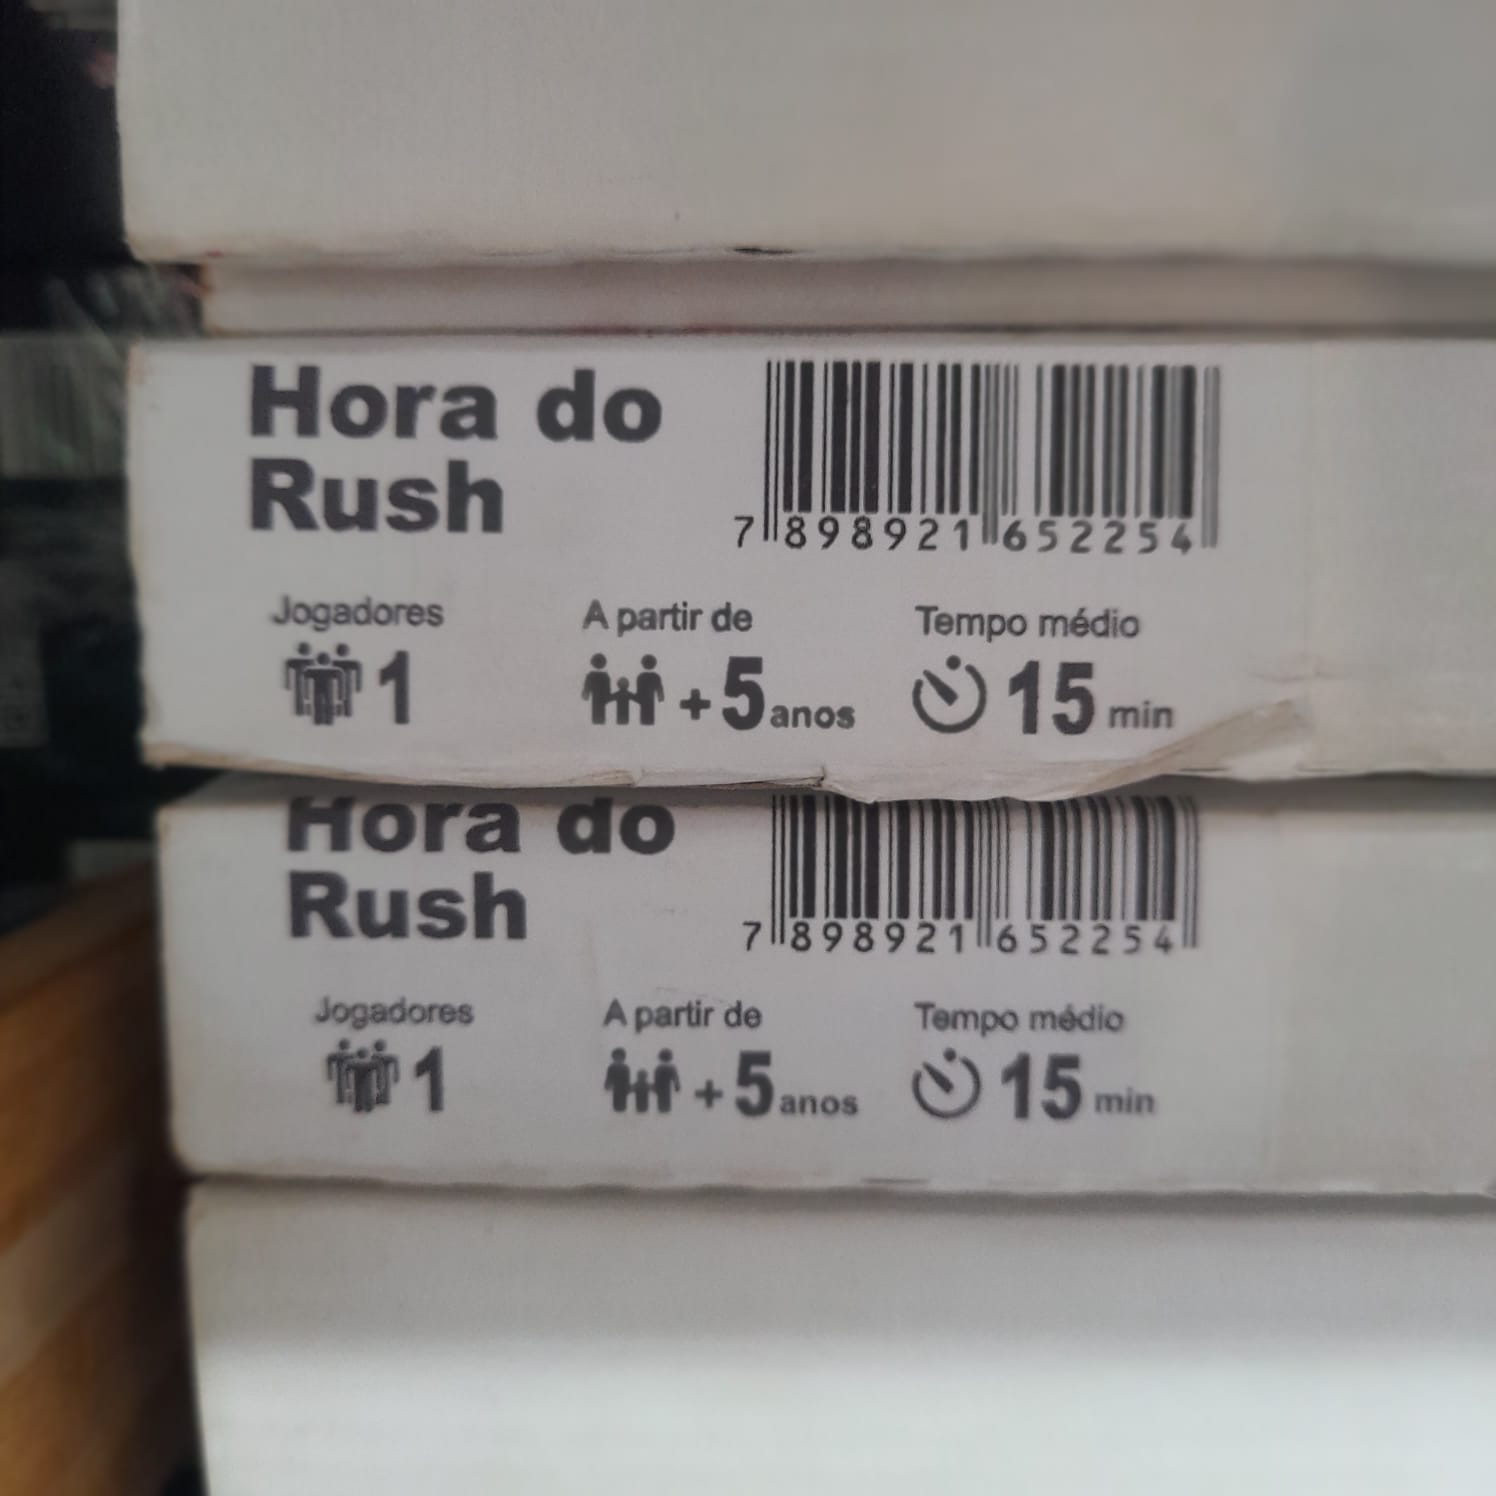 Hora do
Rush
7 898921 652254
Jogadores
1
A partir de
+5 anos
Tempo médio
15 min
Hora do
Rush
7 898921 652254
Jogadores
1
A partir de
+5 anos
Tempo médio
15 min